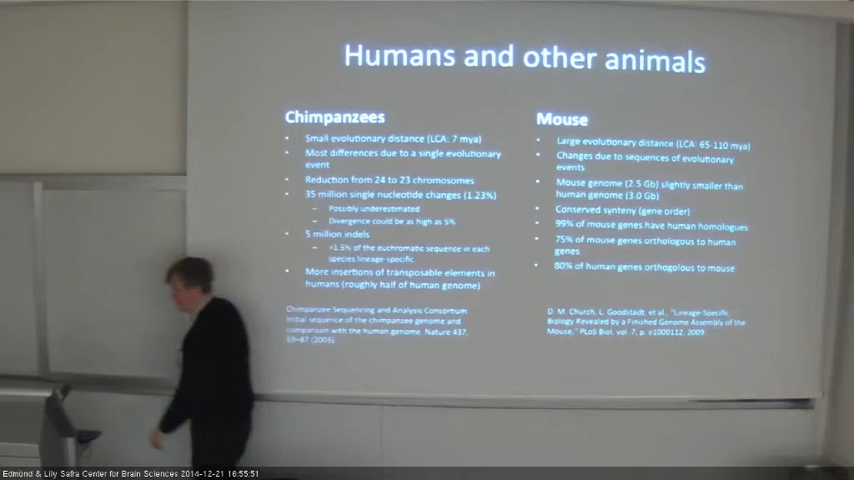 Humans and other animals
Chimpanzees
• Small evolutionary distance (LCA: 7 mya)
• Most differences due to a single evolutionary
event
• Reduction from 24 to 23 chromosomes
• 35 million single nucleotide changes (1.23%)
– Possibly underestimated
– Divergence could be as high as 5%
• 5 million indels
– ~1.5% of the euchromatic sequence in each
species lineage-specific.
• More insertions of transposable elements in
humans (roughly half of human genome)
Chimpanzee Sequencing and Analysis Consortium
Initial sequence of the chimpanzee genome and
comparison with the human genome. Nature 437,
69–87 (2005)
Mouse
• Large evolutionary distance (LCA: 65-110 mya)
• Changes due to sequences of evolutionary
events
• Mouse genome (2.5 Gb) slightly smaller than
human genome (3.0 Gb)
• Conserved synteny (gene order)
• 99% of mouse genes have human homologues
• 75% of mouse genes orthologous to human
genes
• 80% of human genes orthogolous to mouse
D. M. Church, L. Goodstadt, et al., "Lineage-Specific
Biology Revealed by a Finished Genome Assembly of the
Mouse," PLoS Biol, vol. 7, p. e1000112, 2009.
Edmond & Lily Safra Center for Brain Sciences 2014-12-21 16:55:51